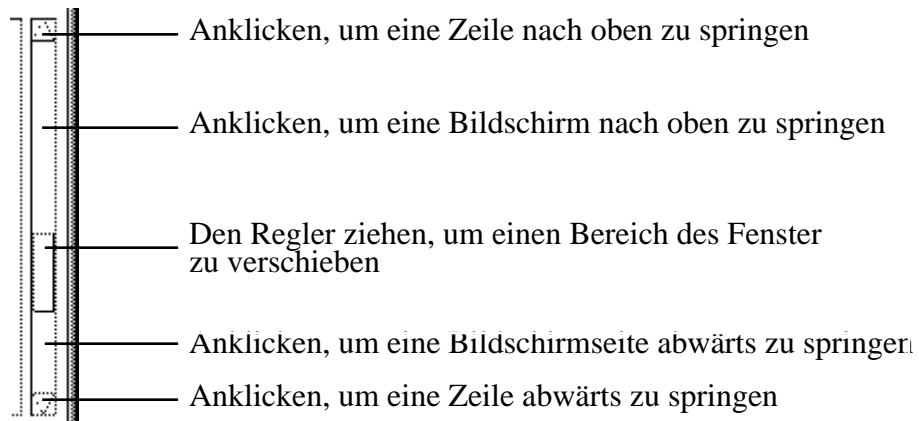 Anklicken, um eine Zeile nach oben zu springen
Anklicken, um eine Bildschirm nach oben zu springen
Den Regler ziehen, um einen Bereich des Fenster
zu verschieben
Anklicken, um eine Bildschirmseite abwärts zu springen
Anklicken, um eine Zeile abwärts zu springen